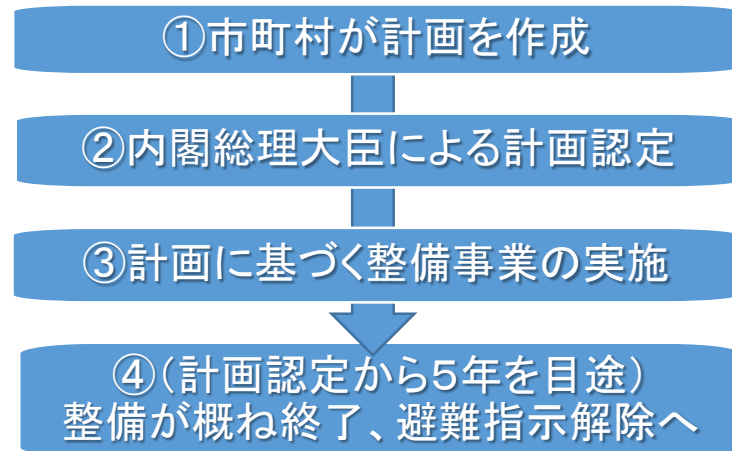 ①市町村が計画を作成
②内閣総理大臣による計画認定
③計画に基づく整備事業の実施
④(計画認定から5年を目途)
整備が概ね終了、避難指示解除へ